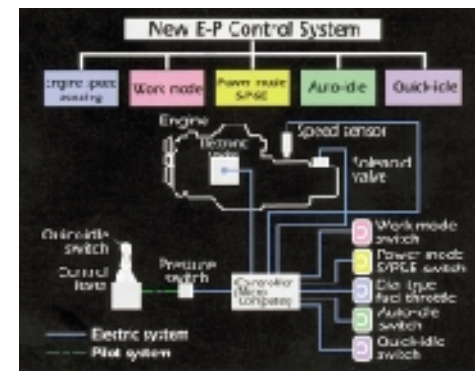 New E-P Control System
Engine speed sensing
Work mode
Power mode
Auto-idle
Quick-idle
Engine
Speed sensor
Electronic
Solenoid
valve
Quick-idle
switch
Control
lever
Pressure
switch
Controller
Work mode
switch
Power mode
S/P&E switch
fuel throttle
Auto-idle
switch
Quick-idle
switch
Electric system
Pilot system